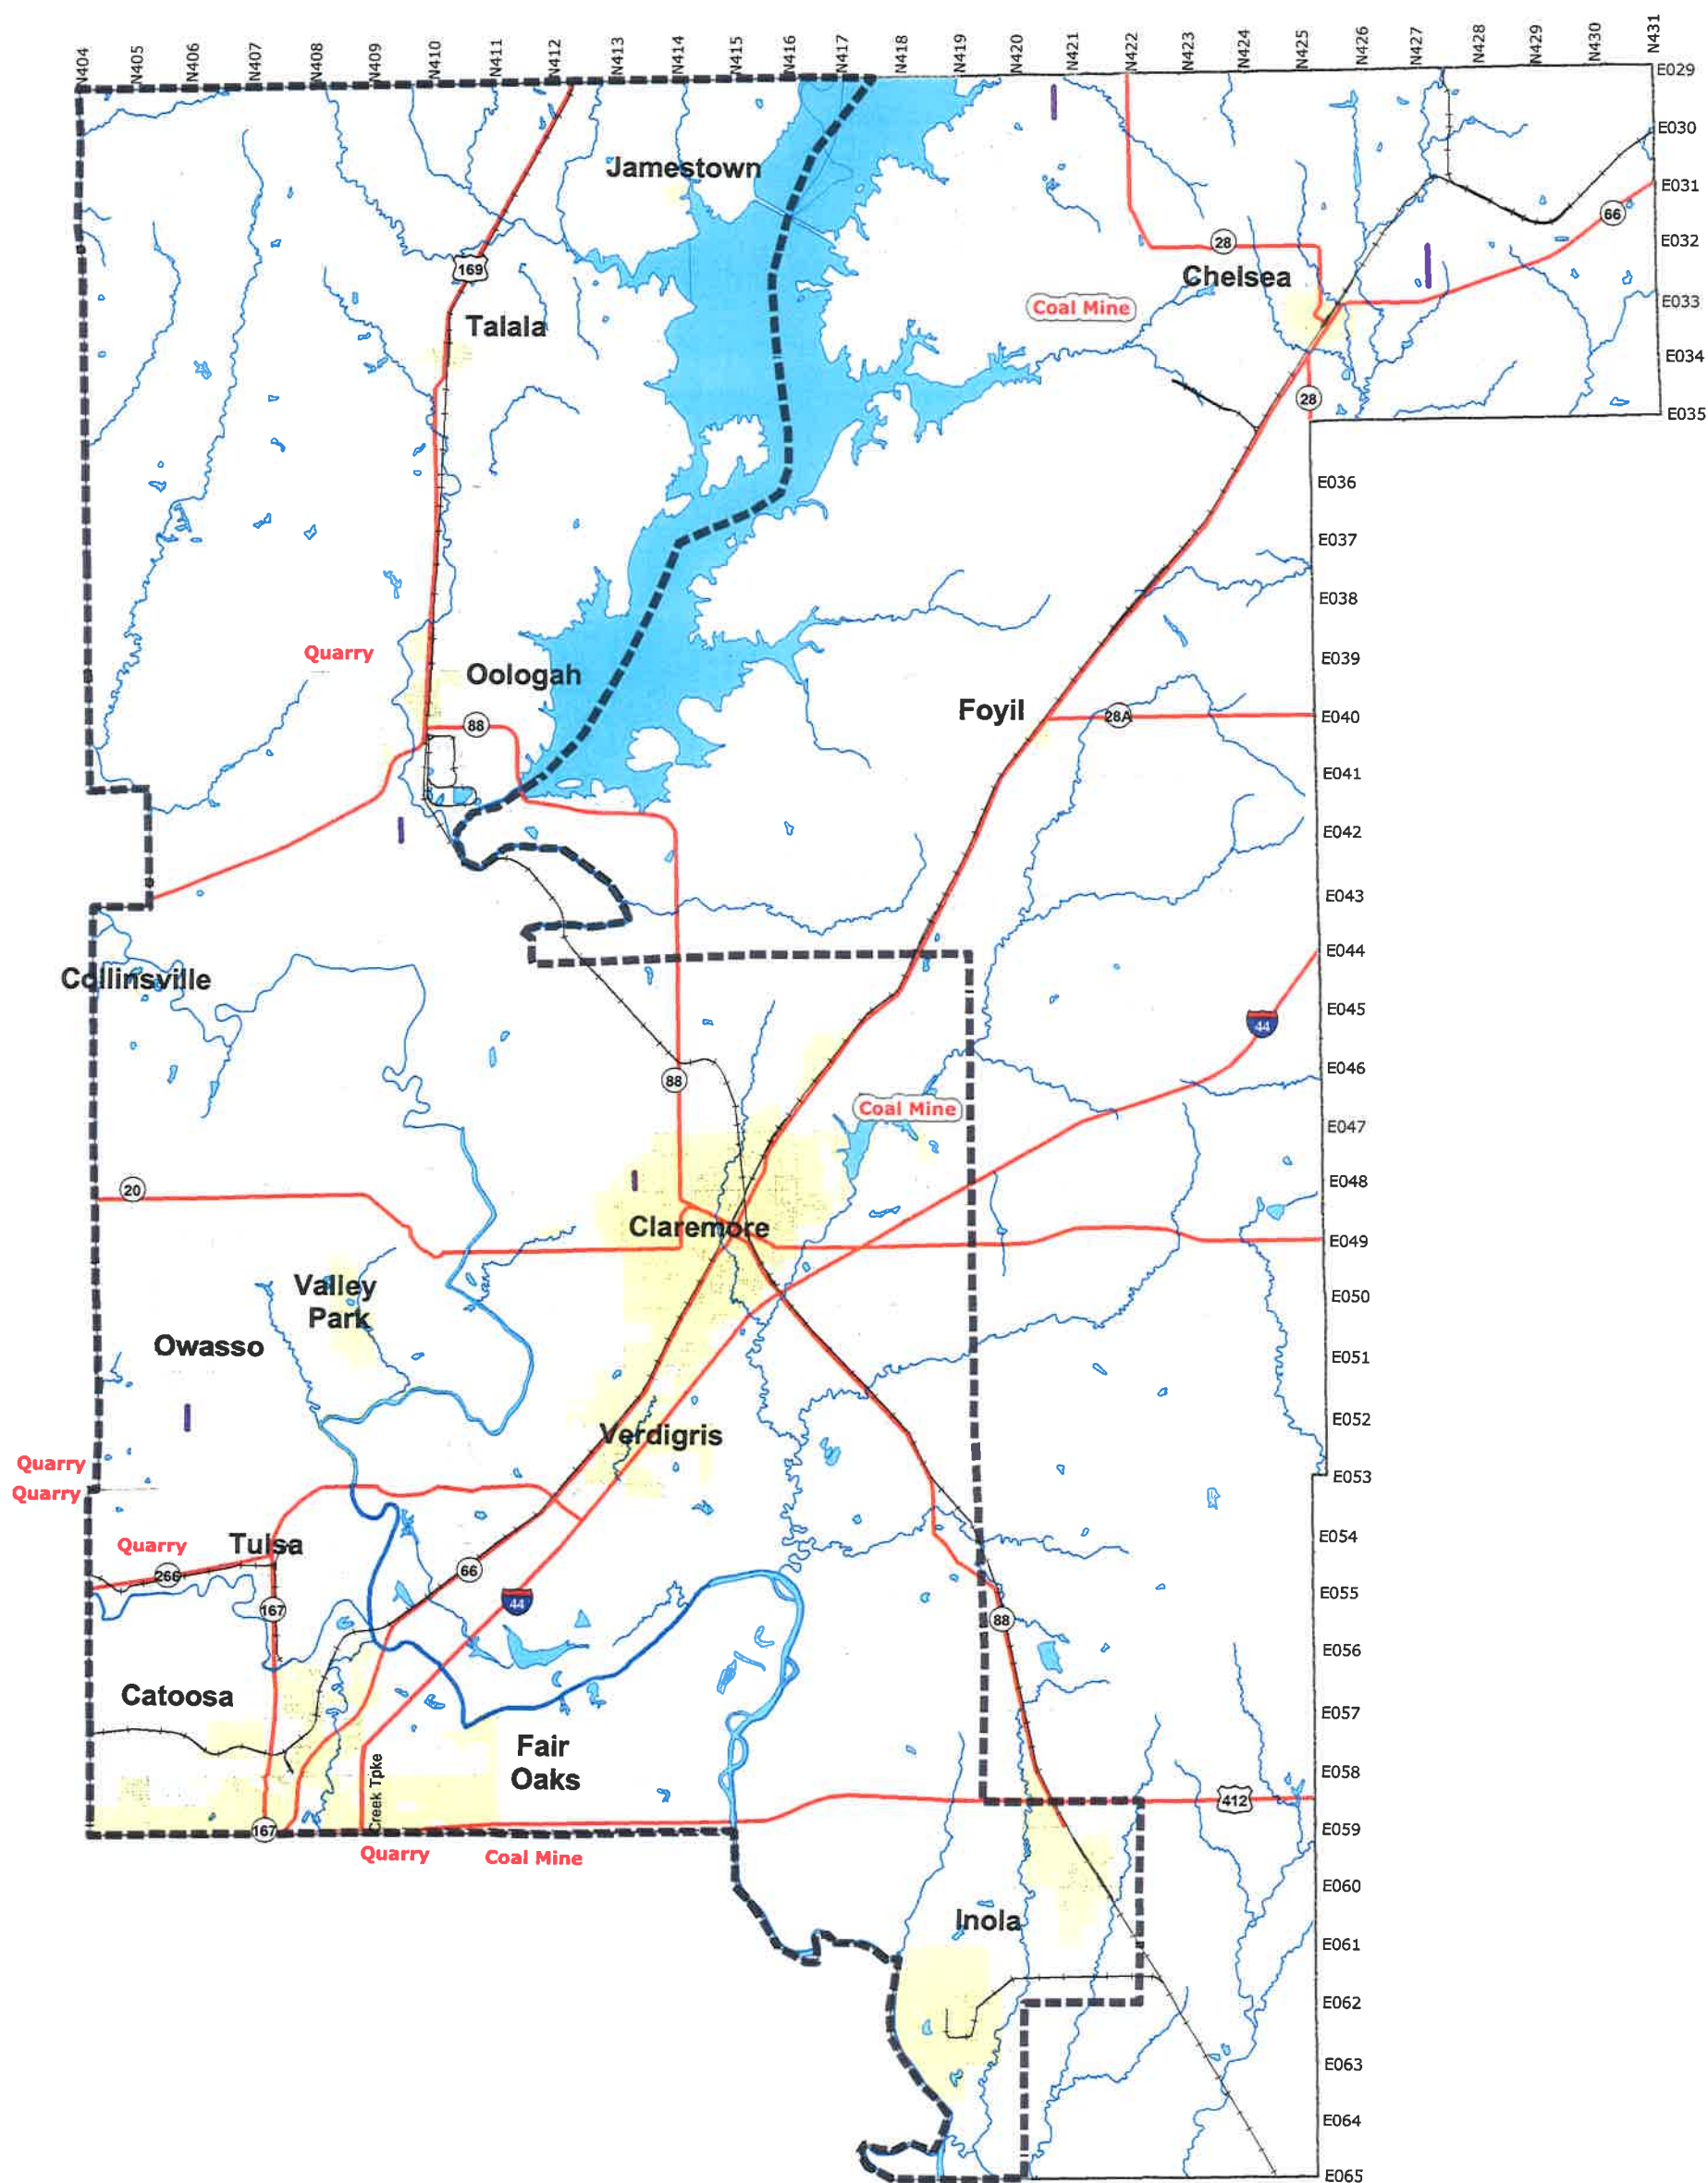 N404
N405
N406
N407
N408
N409
N410
N411
N412
N413
N414
N415
N416
N417
N418
N419
N420
N421
N422
N423
N424
N425
N426
N427
N428
N429
N430
N431
E029
E030
Jamestown
E031
66
E032
28
169
Chelsea
Coal Mine
E033
Talala
E034
28
E035
E036
E037
E038
Quarry
E039
Oologah
Foyil
28A
E040
88
E041
E042
E043
E044
Collinsville
E045
44
E046
88
Coal Mine
E047
E048
20
Claremore
E049
Valley
Park
E050
Owasso
E051
E052
Verdigris
Quarry
E053
Quarry
E054
Quarry
Tulsa
266
66
E055
44
167
88
E056
Catoosa
E057
Fair
Oaks
E058
Creek Tpke
412
167
E059
Quarry
Coal Mine
E060
Inola
E061
E062
E063
E064
E065